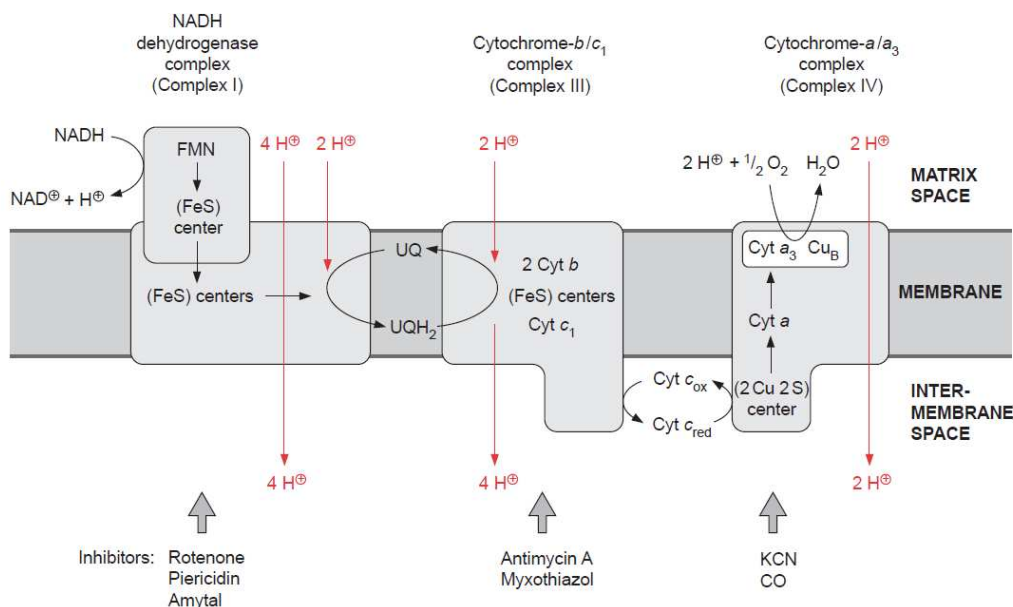 NADH
dehydrogenase
complex
(Complex I)
Cytochrome-b/c₁
complex
(Complex III)
Cytochrome-a/a₃
complex
(Complex IV)
NADH
NAD⊕ + H⊕
FMN
(FeS)
center
(FeS) centers
4 H⊕
2 H⊕
2 H⊕
2 H⊕ + ¹/₂ O₂
H₂O
2 H⊕
MATRIX
SPACE
UQ
UQH₂
2 Cyt b
(FeS) centers
Cyt c₁
Cyt a₃ Cu_B
Cyt a
(2 Cu 2 S)
center
MEMBRANE
Cyt c_ox
Cyt c_red
INTER-
MEMBRANE
SPACE
4 H⊕
4 H⊕
2 H⊕
Inhibitors: Rotenone
Piericidin
Amytal
Antimycin A
Myxothiazol
KCN
CO